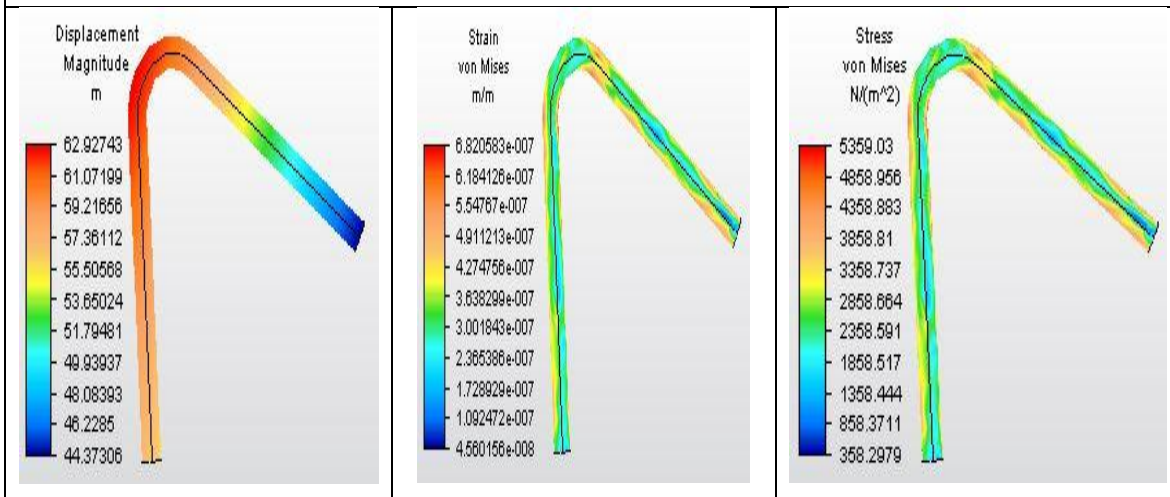 Displacement
Magnitude
m
62.92743
61.07199
59.21656
57.36112
55.50568
53.65024
51.79481
49.93937
48.08393
46.2285
44.37306
Strain
von Mises
m/m
6.820583e-007
6.184126e-007
5.54767e-007
4.911213e-007
4.274756e-007
3.638299e-007
3.001843e-007
2.365386e-007
1.728929e-007
1.092472e-007
4.560156e-008
Stress
von Mises
N/(m^2)
5359.03
4858.956
4358.883
3858.81
3358.737
2858.664
2358.591
1858.517
1358.444
858.3711
358.2979